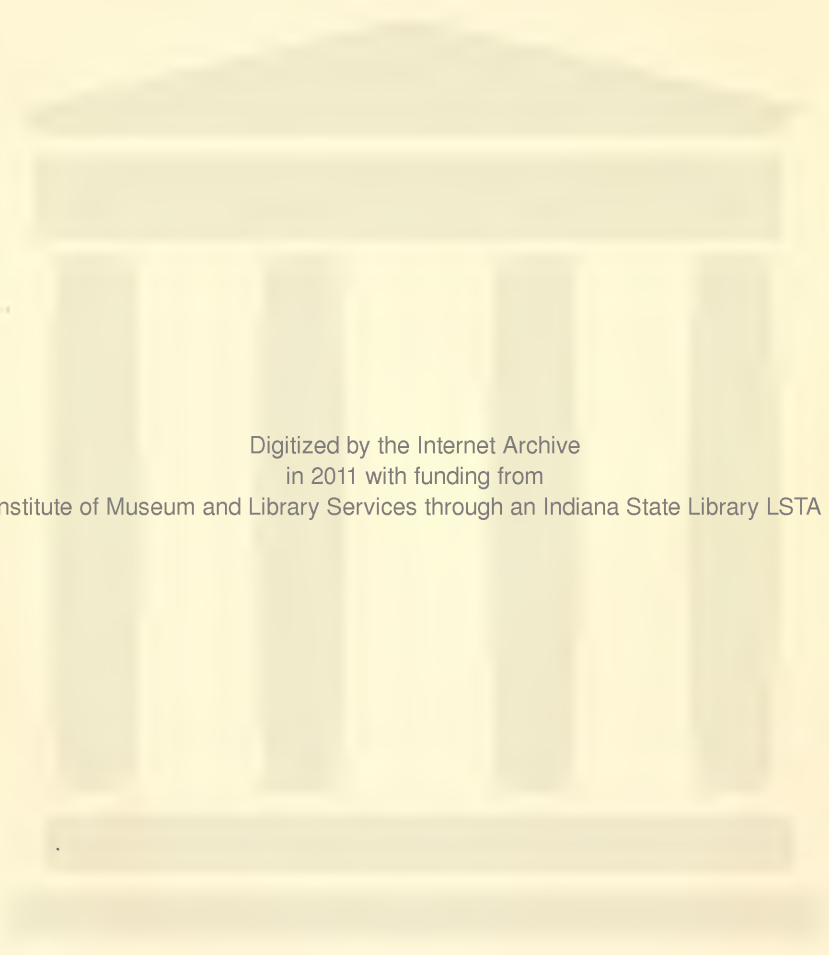 Digitized by the Internet Archive
in 2011 with funding from
nstitute of Museum and Library Services through an Indiana State Library LSTA